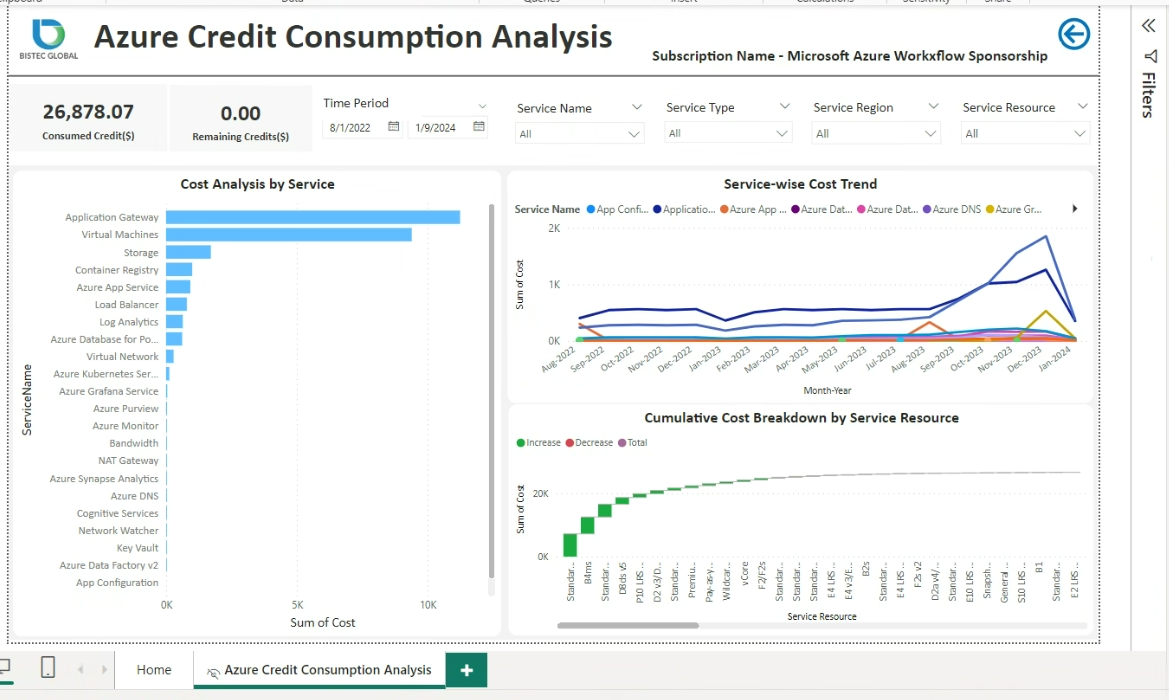 Data
Queries
Insert
Calculations
Sensitivity
Share
Azure Credit Consumption Analysis
BISTEC GLOBAL
Subscription Name - Microsoft Azure Workxflow Sponsorship
Filters
26,878.07
Consumed Credit($)
0.00
Remaining Credits($)
Time Period
8/1/2022 1/9/2024
Service Name
All
Service Type
All
Service Region
All
Service Resource
All
Cost Analysis by Service
ServiceName
Application Gateway
Virtual Machines
Storage
Container Registry
Azure App Service
Load Balancer
Log Analytics
Azure Database for Po...
Virtual Network
Azure Kubernetes Ser...
Azure Grafana Service
Azure Purview
Azure Monitor
Bandwidth
NAT Gateway
Azure Synapse Analytics
Azure DNS
Cognitive Services
Network Watcher
Key Vault
Azure Data Factory v2
App Configuration
0K 5K 10K
Sum of Cost
Service-wise Cost Trend
Service Name App Confi... Applicatio... Azure App ... Azure Dat... Azure Dat... Azure DNS Azure Gr...
Sum of Cost
2K
1K
0K
Aug-2022 Sep-2022 Oct-2022 Nov-2022 Dec-2022 Jan-2023 Feb-2023 Mar-2023 Apr-2023 May-2023 Jun-2023 Jul-2023 Aug-2023 Sep-2023 Oct-2023 Nov-2023 Dec-2023 Jan-2024
Month-Year
Cumulative Cost Breakdown by Service Resource
Increase Decrease Total
Sum of Cost
20K
0K
Standar... B4ms Standar... D8ds v5 P10 LRS ... D2 v3/D... Standar... Premiu... Pay-as-y... Wildcar... vCore F2/F2s Standar... Standar... Standar... E4 LRS ... E4 v3/E... B2s Standar... E4 LRS ... F2s v2 D2a v4/... Standar... E10 LRS ... Snapsh... General ... S10 LRS ... B1 Standar... E2 LRS ...
Service Resource
Home
Azure Credit Consumption Analysis